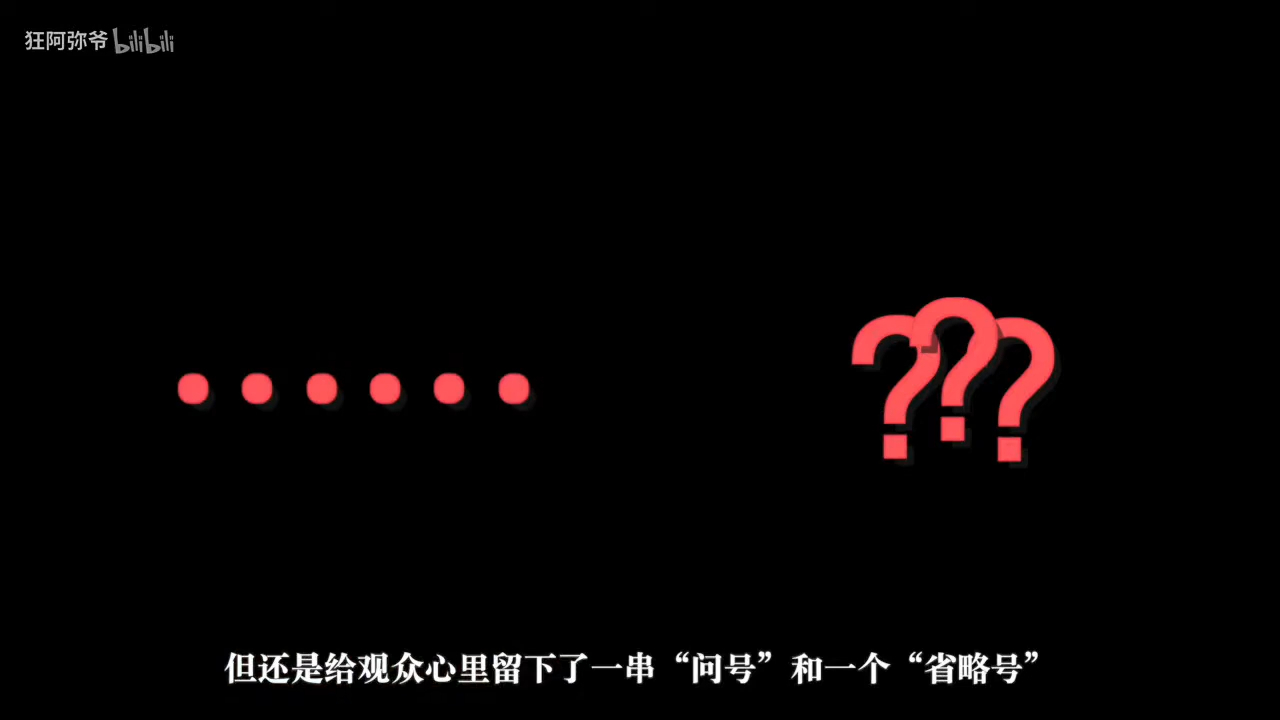 狂阿弥爷 bilibili
......
???
但还是给观众心里留下了一串“问号”和一个“省略号”